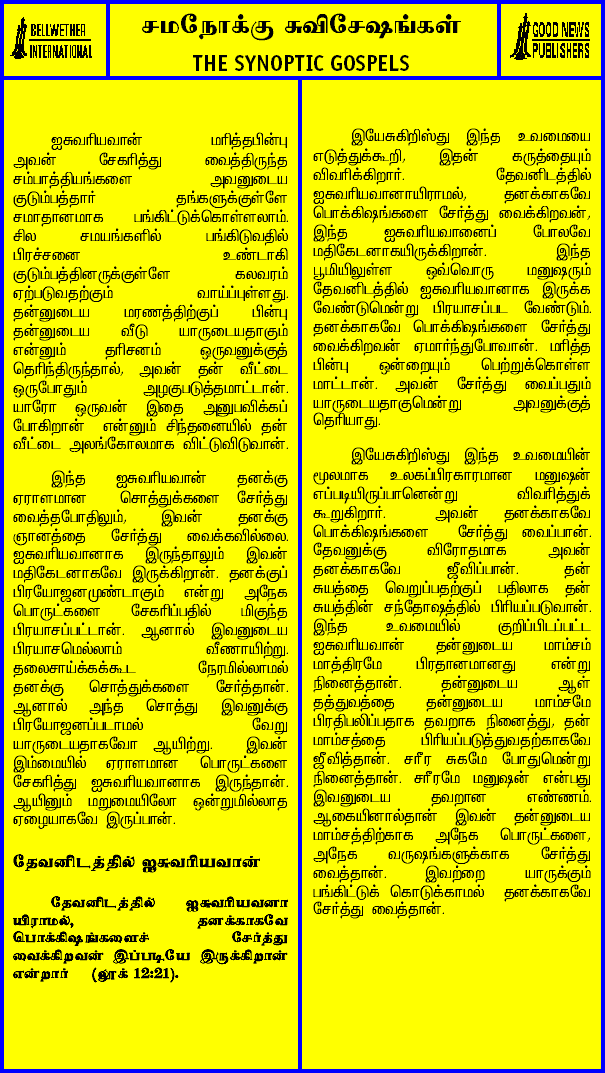 BELLWETHER
INTERNATIONAL
சமநோக்கு சுவிசேஷங்கள்
THE SYNOPTIC GOSPELS
GOOD NEWS
PUBLISHERS
ஐசுவரியவான் மரித்தபின்பு
அவன் சேகரித்து வைத்திருந்த
சம்பாத்தியங்களை அவனுடைய
குடும்பத்தார் தங்களுக்குள்ளே
சமாதானமாக பங்கிட்டுக்கொள்ளலாம்.
சில சமயங்களில் பங்கிடுவதில்
பிரச்சனை உண்டாகி
குடும்பத்தினருக்குள்ளே கலவரம்
ஏற்படுவதற்கும் வாய்ப்புள்ளது.
தன்னுடைய மரணத்திற்குப் பின்பு
தன்னுடைய வீடு யாருடையதாகும்
என்னும் தரிசனம் ஒருவனுக்குத்
தெரிந்திருந்தால், அவன் தன் வீட்டை
ஒருபோதும் அழகுபடுத்தமாட்டான்.
யாரோ ஒருவன் இதை அனுபவிக்கப்
போகிறான் என்னும் சிந்தனையில் தன்
வீட்டை அலங்கோலமாக விட்டுவிடுவான்.
இந்த ஐசுவரியவான் தனக்கு
ஏராளமான சொத்துக்களை சேர்த்து
வைத்தபோதிலும், இவன் தனக்கு
ஞானத்தை சேர்த்து வைக்கவில்லை.
ஐசுவரியவானாக இருந்தாலும் இவன்
மதிகேடனாகவே இருக்கிறான். தனக்குப்
பிரயோஜனமுண்டாகும் என்று அநேக
பொருட்களை சேகரிப்பதில் மிகுந்த
பிரயாசப்பட்டான். ஆனால் இவனுடைய
பிரயாசமெல்லாம் வீணாயிற்று.
தலைசாய்க்கக்கூட நேரமில்லாமல்
தனக்கு சொத்துக்களை சேர்த்தான்.
ஆனால் அந்த சொத்து இவனுக்கு
பிரயோஜனப்படாமல் வேறு
யாருடையதாகவோ ஆயிற்று. இவன்
இம்மையில் ஏராளமான பொருட்களை
சேகரித்து ஐசுவரியவானாக இருந்தான்.
ஆயினும் மறுமையிலோ ஒன்றுமில்லாத
ஏழையாகவே இருப்பான்.
தேவனிடத்தில் ஐசுவரியவான்
தேவனிடத்தில் ஐசுவரியவனா
யிராமல், தனக்காகவே
பொக்கிஷங்களைச் சேர்த்து
வைக்கிறவன் இப்படியே இருக்கிறான்
என்றார் (லூக் 12:21).
இயேசுகிறிஸ்து இந்த உவமையை
எடுத்துக்கூறி, இதன் கருத்தையும்
விவரிக்கிறார். தேவனிடத்தில்
ஐசுவரியவானாயிராமல், தனக்காகவே
பொக்கிஷங்களை சேர்த்து வைக்கிறவன்,
இந்த ஐசுவரியவானைப் போலவே
மதிகேடனாகயிருக்கிறான். இந்த
பூமியிலுள்ள ஒவ்வொரு மனுஷரும்
தேவனிடத்தில் ஐசுவரியவானாக இருக்க
வேண்டுமென்று பிரயாசப்பட வேண்டும்.
தனக்காகவே பொக்கிஷங்களை சேர்த்து
வைக்கிறவன் ஏமார்ந்துபோவான். மரித்த
பின்பு ஒன்றையும் பெற்றுக்கொள்ள
மாட்டான். அவன் சேர்த்து வைப்பதும்
யாருடையதாகுமென்று அவனுக்குத்
தெரியாது.
இயேசுகிறிஸ்து இந்த உவமையின்
மூலமாக உலகப்பிரகாரமான மனுஷன்
எப்படியிருப்பானென்று விவரித்துக்
கூறுகிறார். அவன் தனக்காகவே
பொக்கிஷங்களை சேர்த்து வைப்பான்.
தேவனுக்கு விரோதமாக அவன்
தனக்காகவே ஜீவிப்பான். தன்
சுயத்தை வெறுப்பதற்குப் பதிலாக தன்
சுயத்தின் சந்தோஷத்தில் பிரியப்படுவான்.
இந்த உவமையில் குறிப்பிடப்பட்ட
ஐசுவரியவான் தன்னுடைய மாம்சம்
மாத்திரமே பிரதானமானது என்று
நினைத்தான். தன்னுடைய ஆள்
தத்துவத்தை தன்னுடைய மாம்சமே
பிரதிபலிப்பதாக தவறாக நினைத்து, தன்
மாம்சத்தை பிரியப்படுத்துவதற்காகவே
ஜீவித்தான். சரீர சுகமே போதுமென்று
நினைத்தான். சரீரமே மனுஷன் என்பது
இவனுடைய தவறான எண்ணம்.
ஆகையினால்தான் இவன் தன்னுடைய
மாம்சத்திற்காக அநேக பொருட்களை,
அநேக வருஷங்களுக்காக சேர்த்து
வைத்தான். இவற்றை யாருக்கும்
பங்கிட்டுக் கொடுக்காமல் தனக்காகவே
சேர்த்து வைத்தான்.